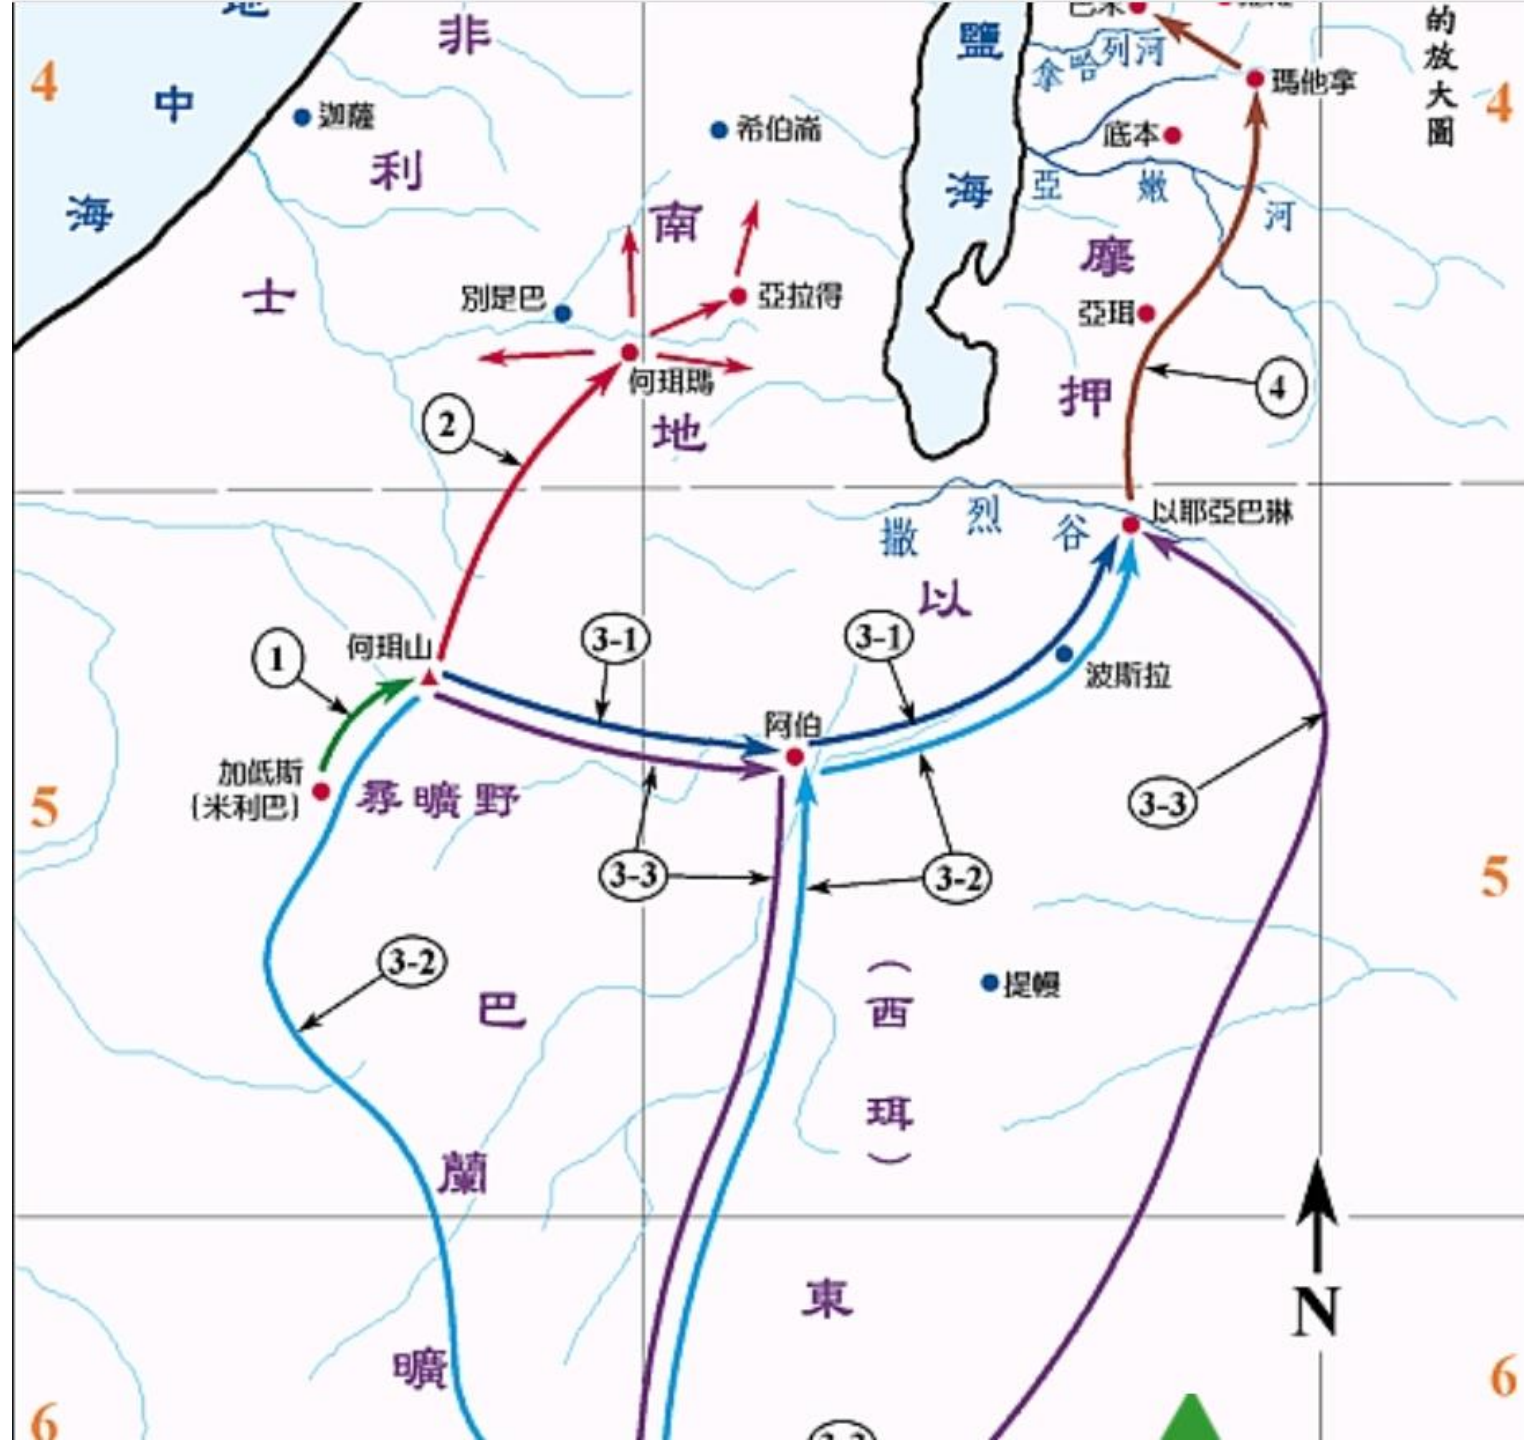 中
海
非
利
士
南
地
鹽
海
摩
押
以
東
(西
珥)
尋曠野
巴
蘭
曠
拿哈列河
亞嫩河
撒烈谷
迦薩
希伯崙
別是巴
亞拉得
何珥瑪
瑪他拿
底本
亞珥
以耶亞巴琳
何珥山
加低斯
(米利巴)
阿伯
波斯拉
提幔
的放大圖
1
2
3-1
3-1
3-3
3-2
3-2
3-3
4
4
4
5
5
6
6
N